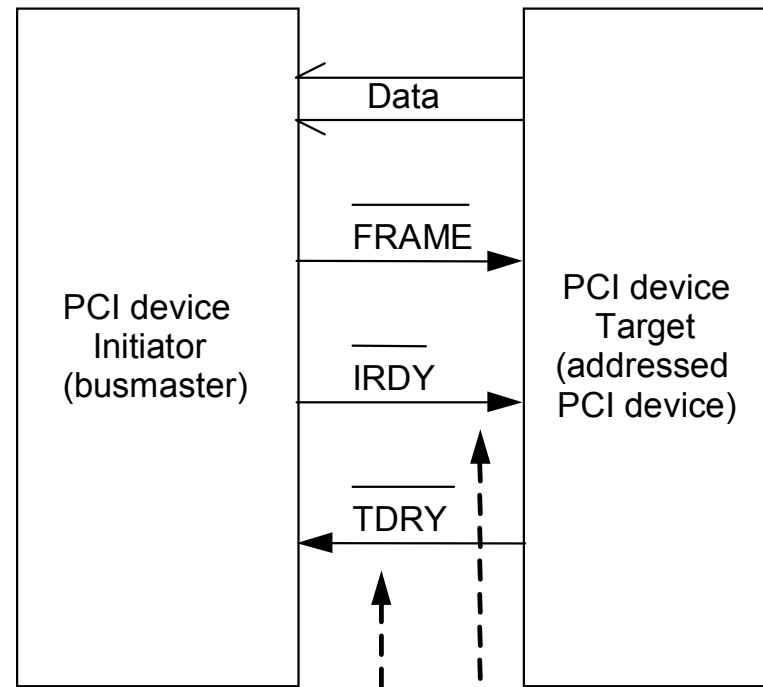 Data
FRAME
IRDY
TDRY
PCI device
Initiator
(busmaster)
PCI device
Target
(addressed
PCI device)